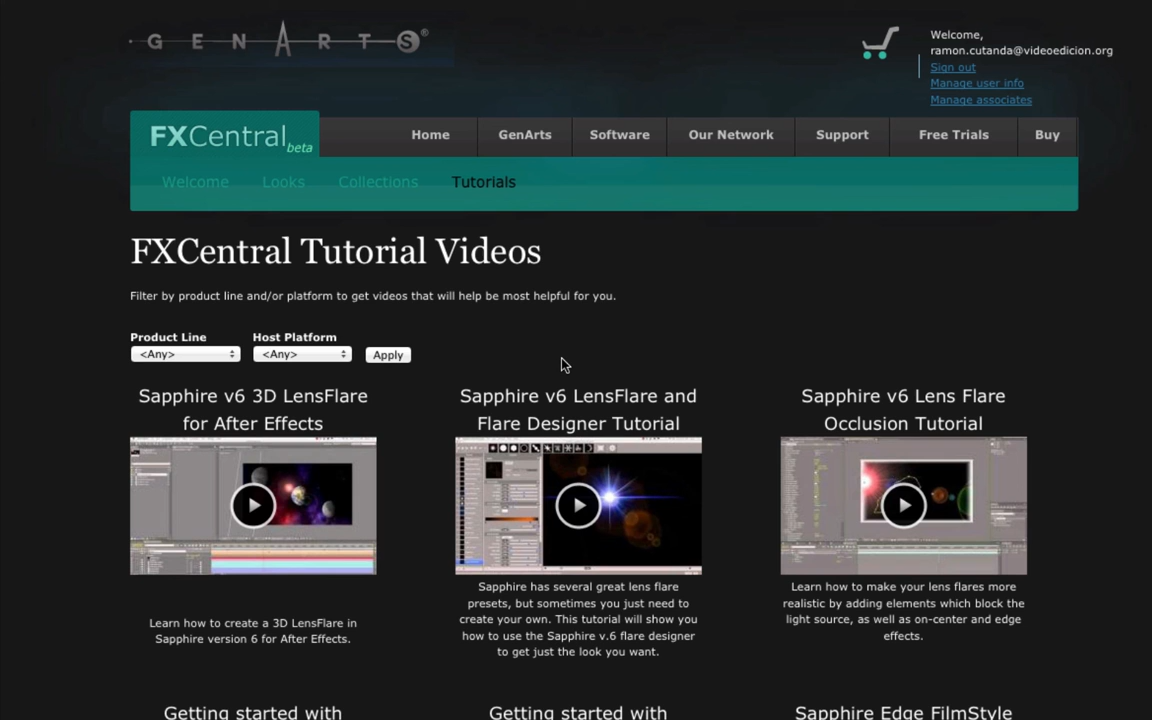 GENARTS®
Welcome,
ramon.cutanda@videoedicion.org
Sign out
Manage user info
Manage associates
FXCentral beta
Home GenArts Software Our Network Support Free Trials Buy
Welcome Looks Collections Tutorials
FXCentral Tutorial Videos
Filter by product line and/or platform to get videos that will help be most helpful for you.
Product Line Host Platform
<Any> <Any> Apply
Sapphire v6 3D LensFlare
for After Effects
Learn how to create a 3D LensFlare in
Sapphire version 6 for After Effects.
Sapphire v6 LensFlare and
Flare Designer Tutorial
Sapphire has several great lens flare
presets, but sometimes you just need to
create your own. This tutorial will show you
how to use the Sapphire v.6 flare designer
to get just the look you want.
Sapphire v6 Lens Flare
Occlusion Tutorial
Learn how to make your lens flares more
realistic by adding elements which block the
light source, as well as on-center and edge
effects.
Getting started with
Getting started with
Sapphire Edge FilmStyle